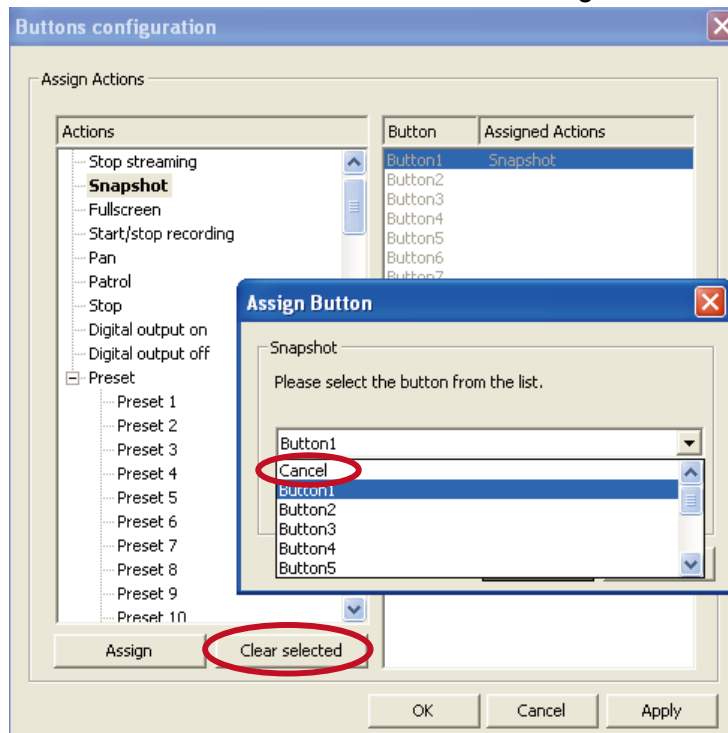 Buttons configuration
Assign Actions
Actions
Stop streaming
Snapshot
Fullscreen
Start/stop recording
Pan
Patrol
Stop
Digital output on
Digital output off
Preset
Preset 1
Preset 2
Preset 3
Preset 4
Preset 5
Preset 6
Preset 7
Preset 8
Preset 9
Preset 10
Assign
Clear selected
Button Assigned Actions
Button1 Snapshot
Button2
Button3
Button4
Button5
Button6
Button7
Assign Button
Snapshot
Please select the button from the list.
Button1
Cancel
Button1
Button2
Button3
Button4
Button5
OK Cancel Apply